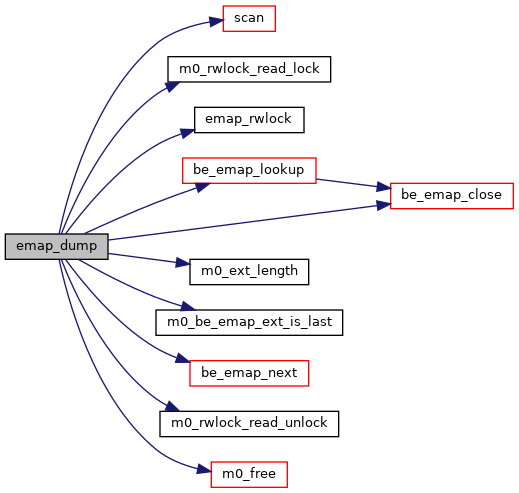 scan
m0_rwlock_read_lock
emap_rwlock
be_emap_lookup
be_emap_close
emap_dump
m0_ext_length
m0_be_emap_ext_is_last
be_emap_next
m0_rwlock_read_unlock
m0_free